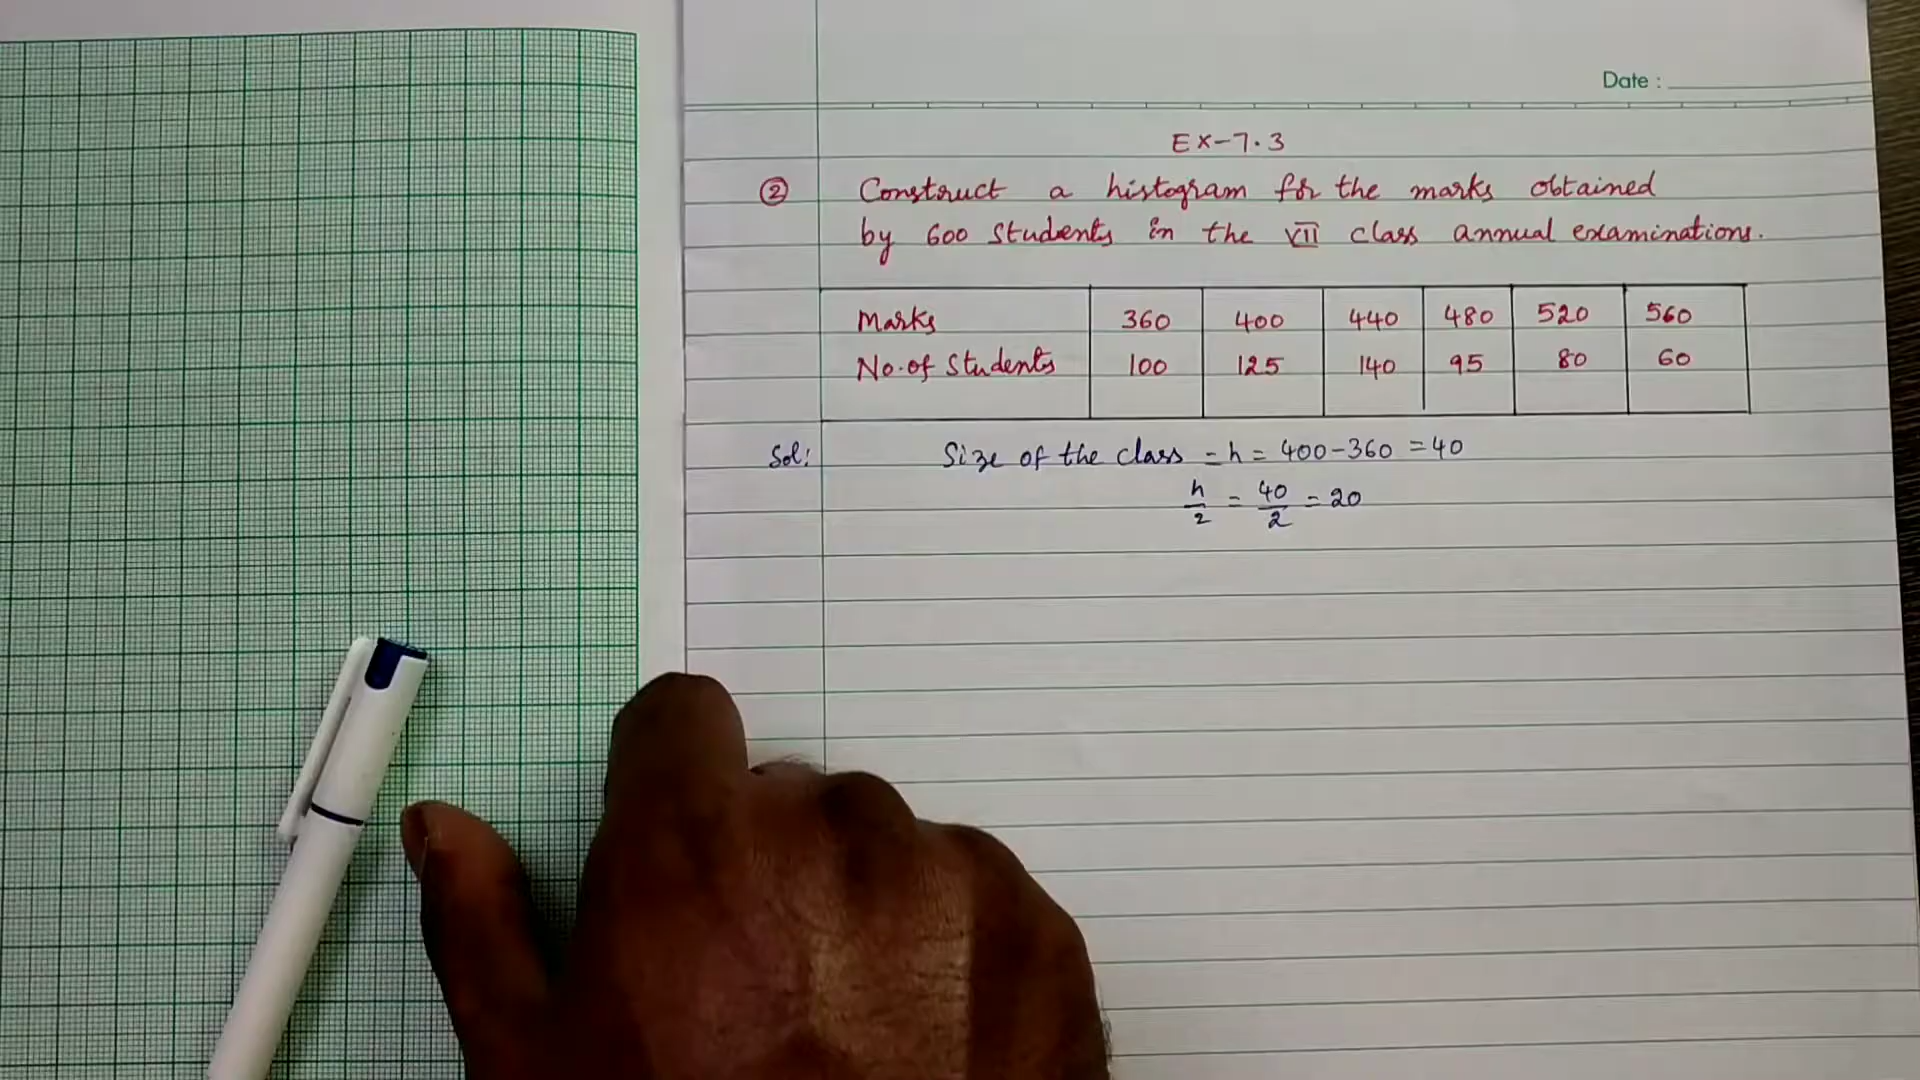 Date :
Ex-7.3
② Construct a histogram for the marks obtained
by 600 students in the VII class annual examinations.
Marks 360 400 440 480 520 560
No.of Students 100 125 140 95 80 60
Sol: Size of the class = h = 400-360 = 40
h/2 = 40/2 = 20